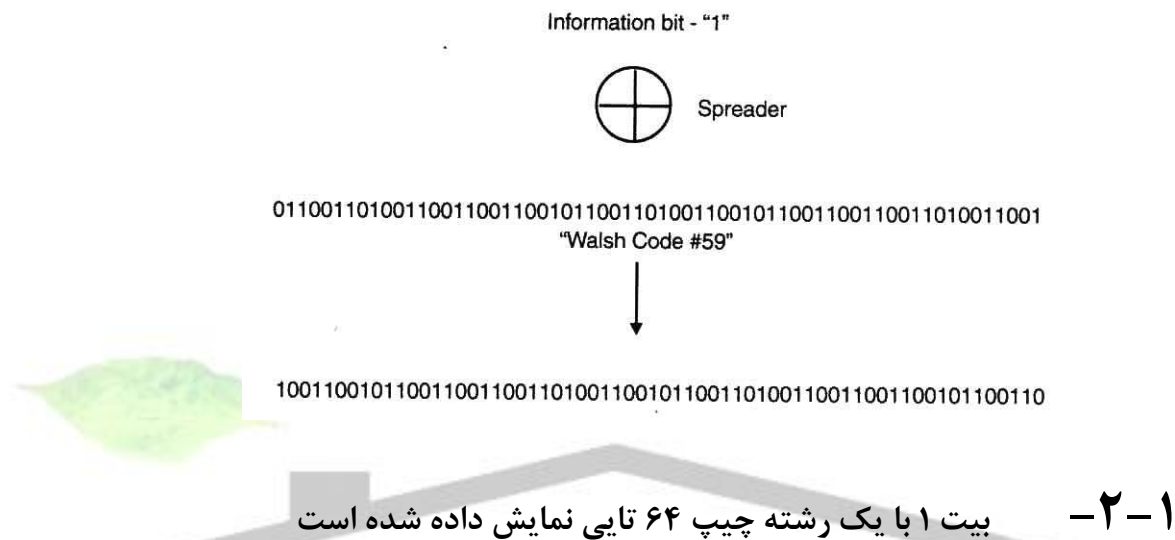 Information bit - “1”
Spreader
0110011010011001100110010110011010011001011001100110011010011001
“Walsh Code #59”
1001100101100110011001101001100101100110100110011001100101100110
۱-۲- بیت ۱ با یک رشته چیپ ۶۴ تایی نمایش داده شده است